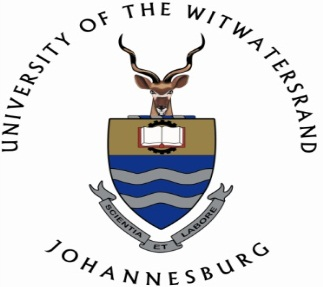 UNIVERSITY OF THE WITWATERSRAND
SCIENTIA ET LABORE
JOHANNESBURG